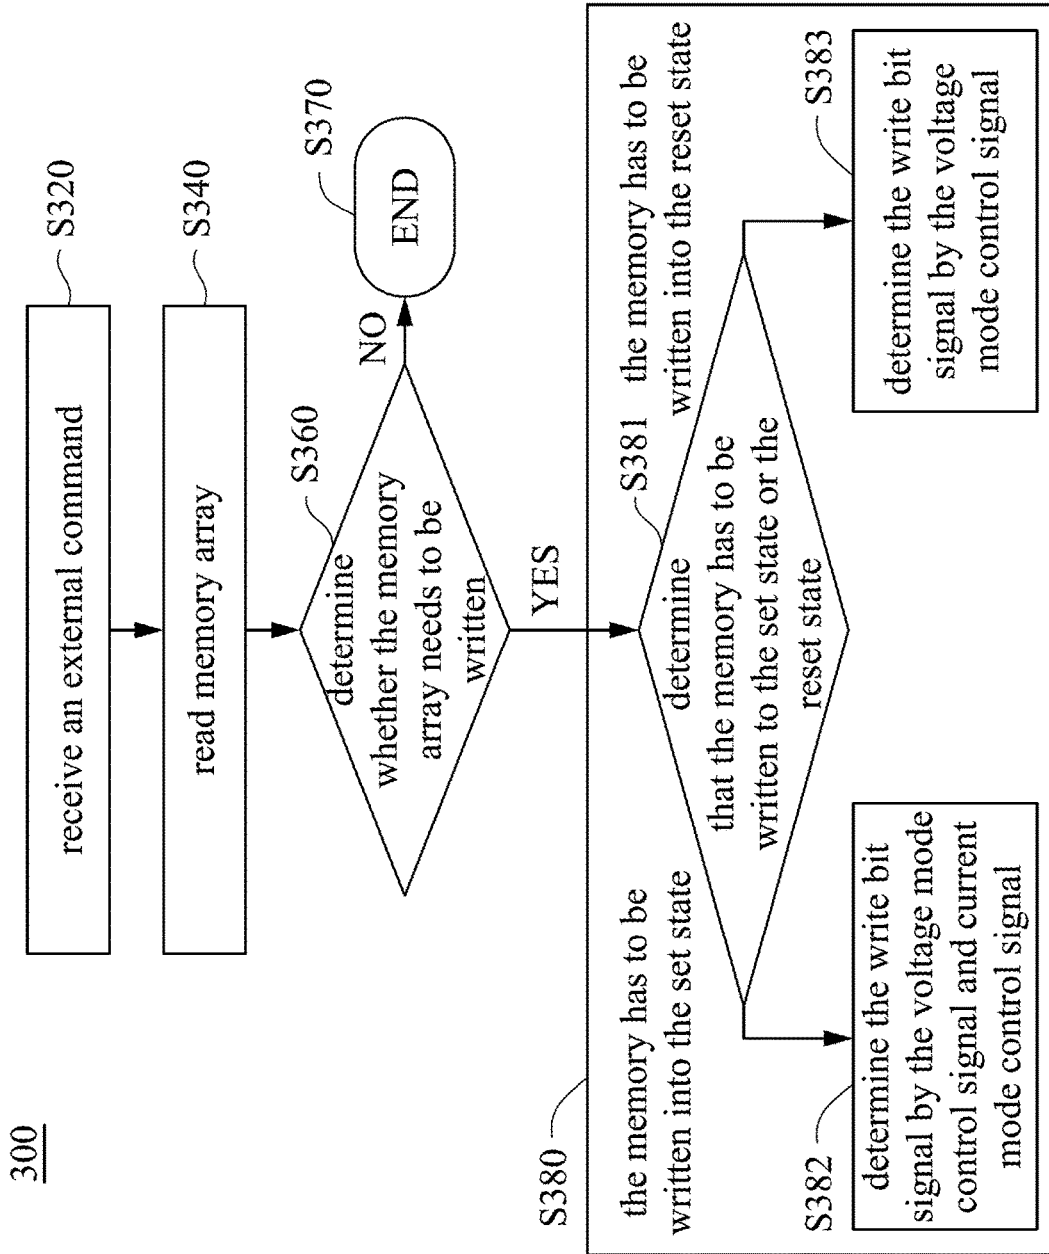 300
receive an external command
S320
read memory array
S340
determine
whether the memory
array needs to be
written
S360
NO
END
S370
YES
S380
the memory has to be
written into the set state
determine
that the memory has to be
written to the set state or the
reset state
S381
the memory has to be
written into the reset state
S382
determine the write bit
signal by the voltage mode
control signal and current
mode control signal
S383
determine the write bit
signal by the voltage
mode control signal